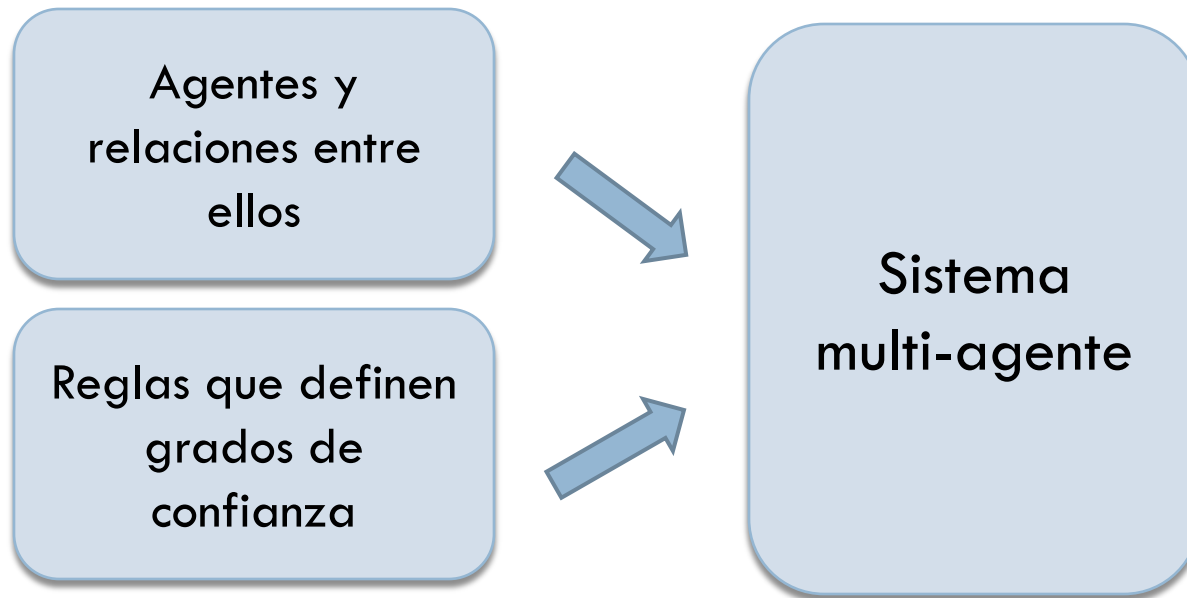 Agentes y
relaciones entre
ellos
Reglas que definen
grados de
confianza
Sistema
multi-agente